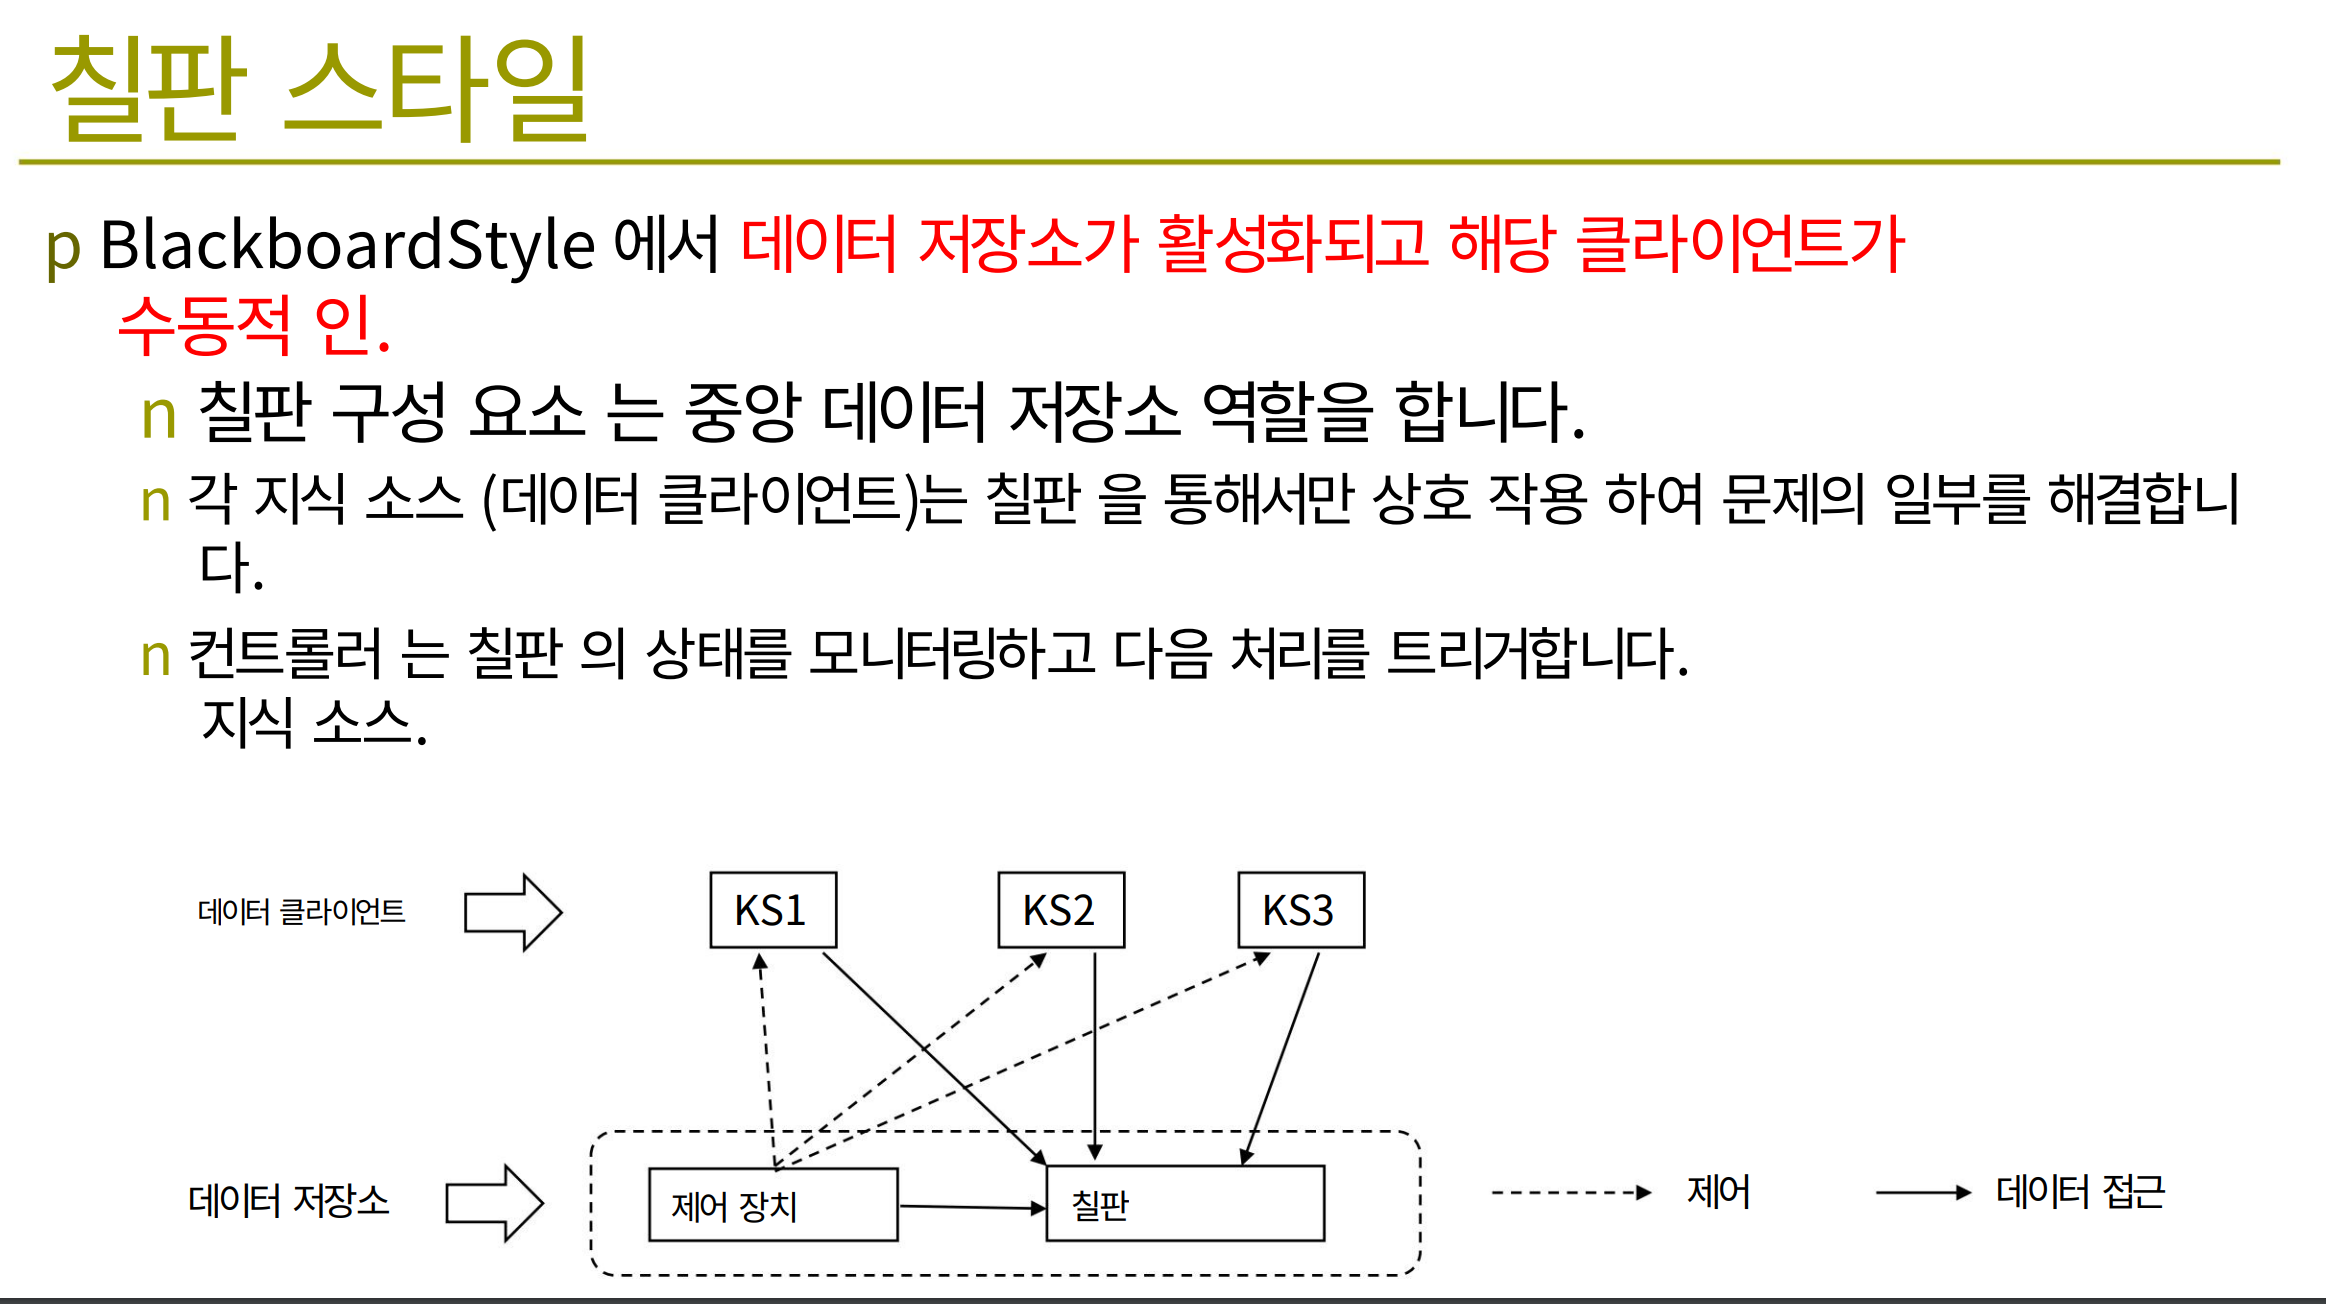 칠판 스타일
p BlackboardStyle 에서 데이터 저장소가 활성화되고 해당 클라이언트가
수동적 인.
n 칠판 구성 요소 는 중앙 데이터 저장소 역할을 합니다.
n 각 지식 소스 (데이터 클라이언트)는 칠판 을 통해서만 상호 작용 하여 문제의 일부를 해결합니
다.
n 컨트롤러 는 칠판 의 상태를 모니터링하고 다음 처리를 트리거합니다.
지식 소스.
데이터 클라이언트
KS1
KS2
KS3
데이터 저장소
제어 장치
칠판
제어
데이터 접근